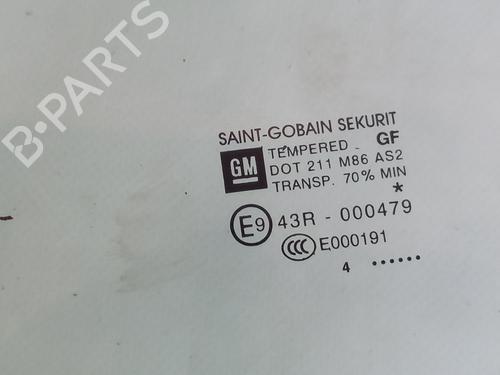 B-PARTS
SAINT-GOBAIN SEKURIT
GM TEMPERED GF
DOT 211 M86 AS2
TRANSP. 70% MIN
*
E9 43R - 000479
CCC E000191
4 ......